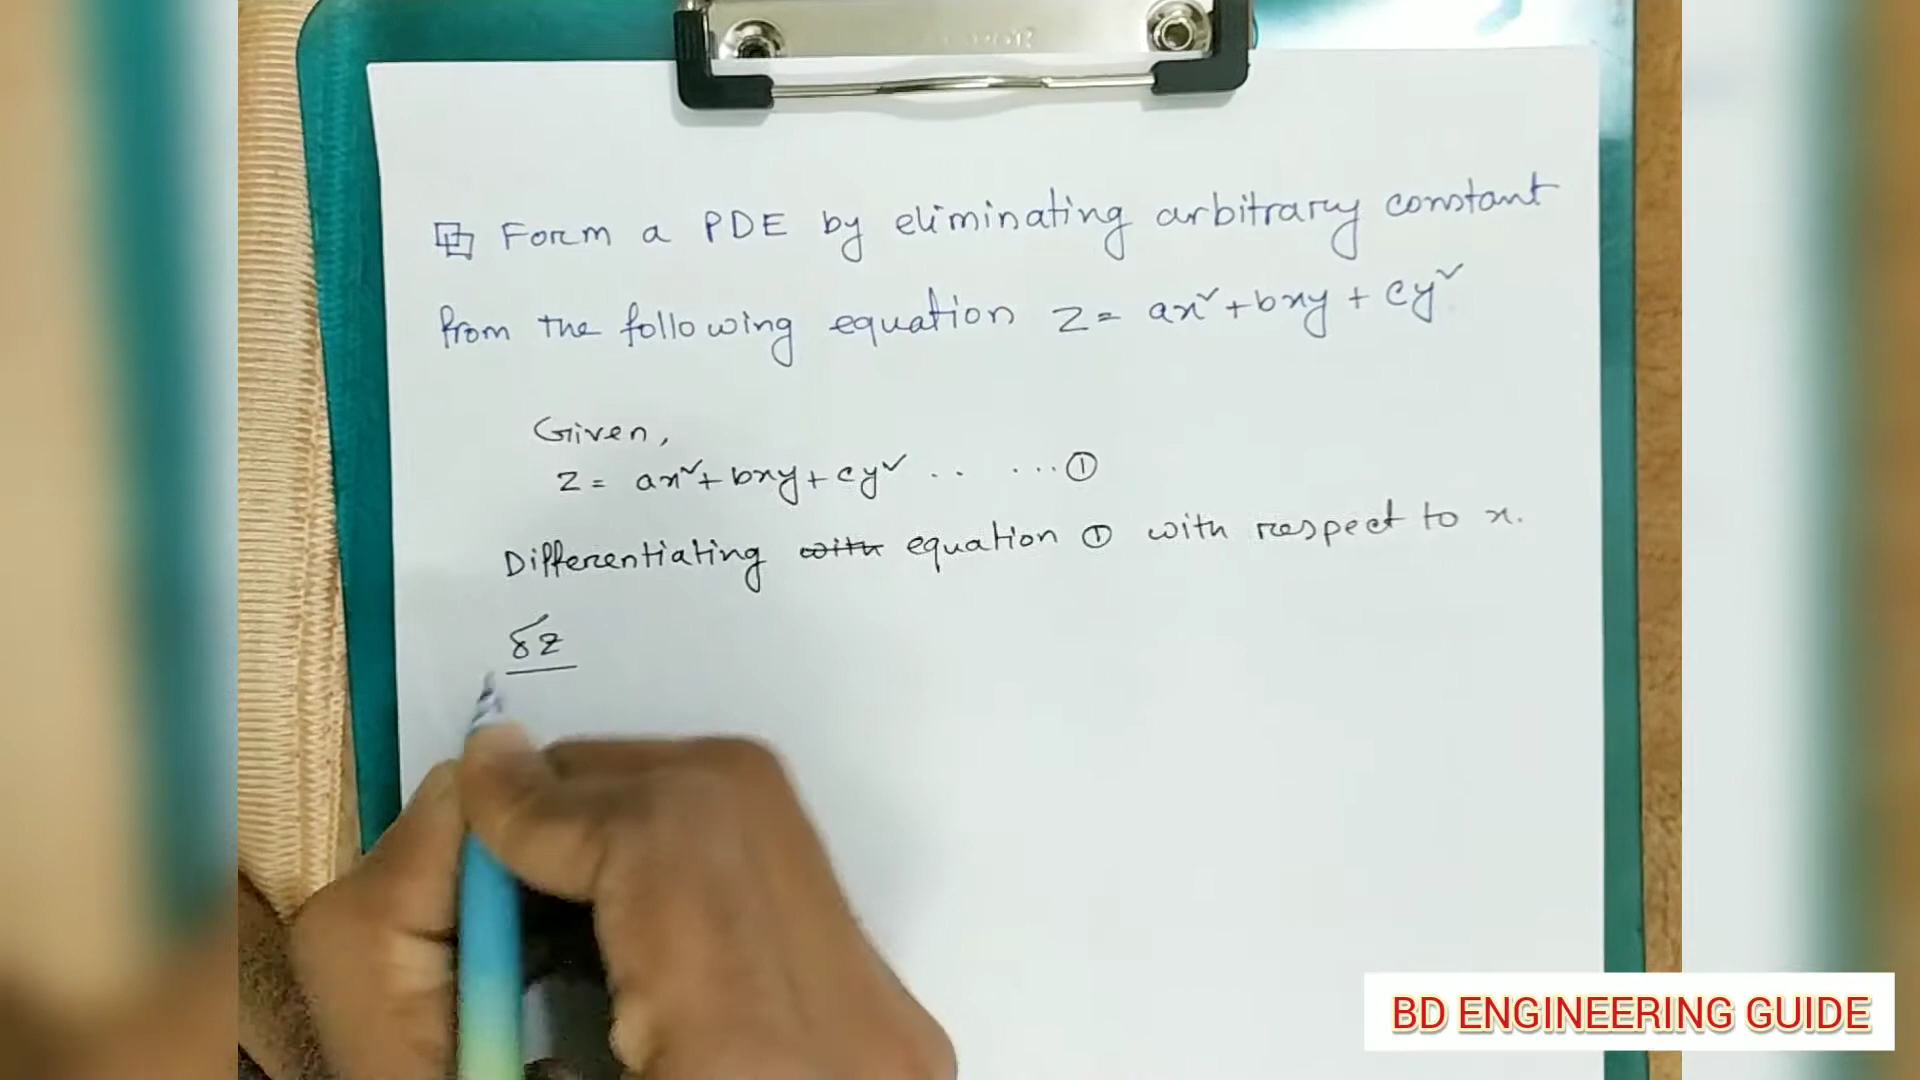 Form a PDE by eliminating arbitrary constant
from the following equation z = ax² + bxy + cy²
Given,
z = ax² + bxy + cy² .. ... ①
Differentiating with equation ① with respect to x.
δz
BD ENGINEERING GUIDE